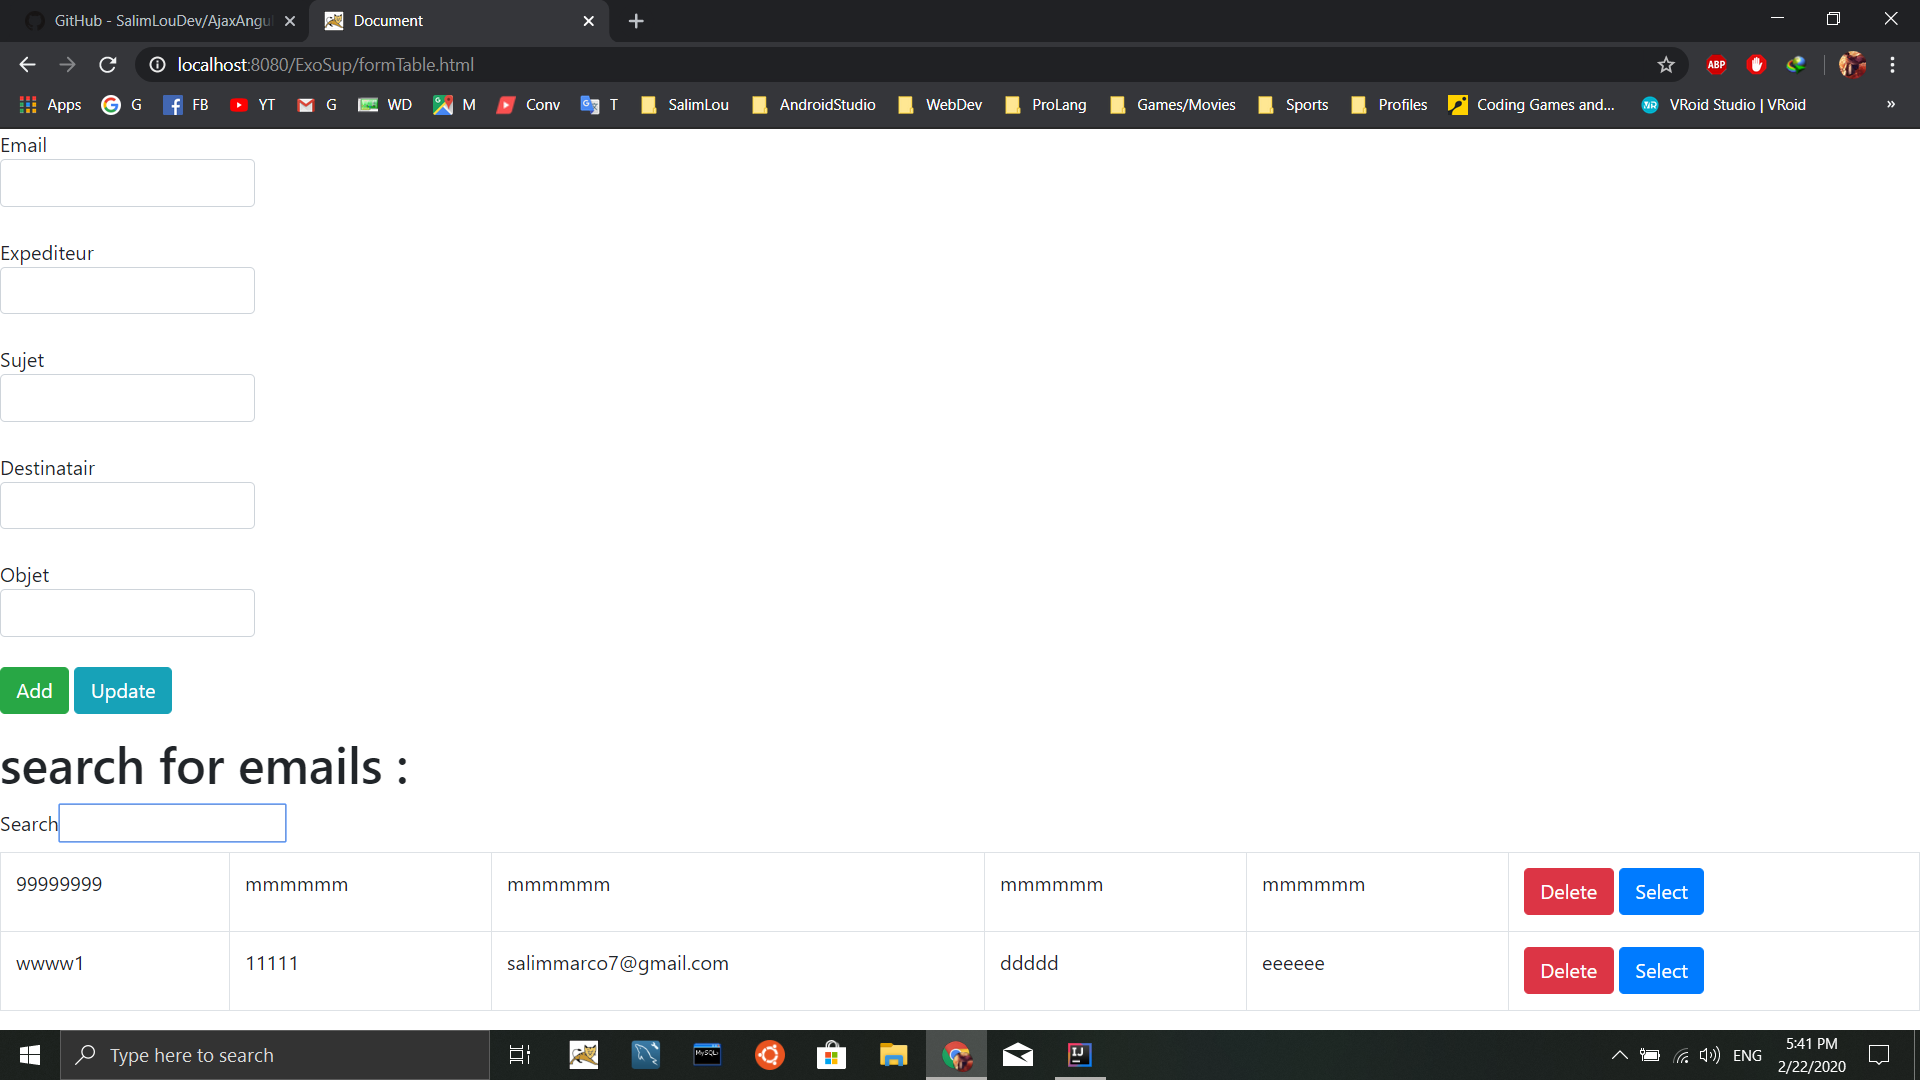 GitHub - SalimLouDev/AjaxAngu
Document
localhost:8080/ExoSup/formTable.html
ABP
Apps G FB YT G WD M Conv T SalimLou AndroidStudio WebDev ProLang Games/Movies Sports Profiles Coding Games and... VRoid Studio | VRoid »
Email
Expediteur
Sujet
Destinatair
Objet
Add Update
search for emails :
Search
99999999 mmmmmm mmmmmm mmmmmm mmmmmm Delete Select
wwww1 11111 salimmarco7@gmail.com ddddd eeeeee Delete Select
Type here to search
ENG
5:41 PM
2/22/2020